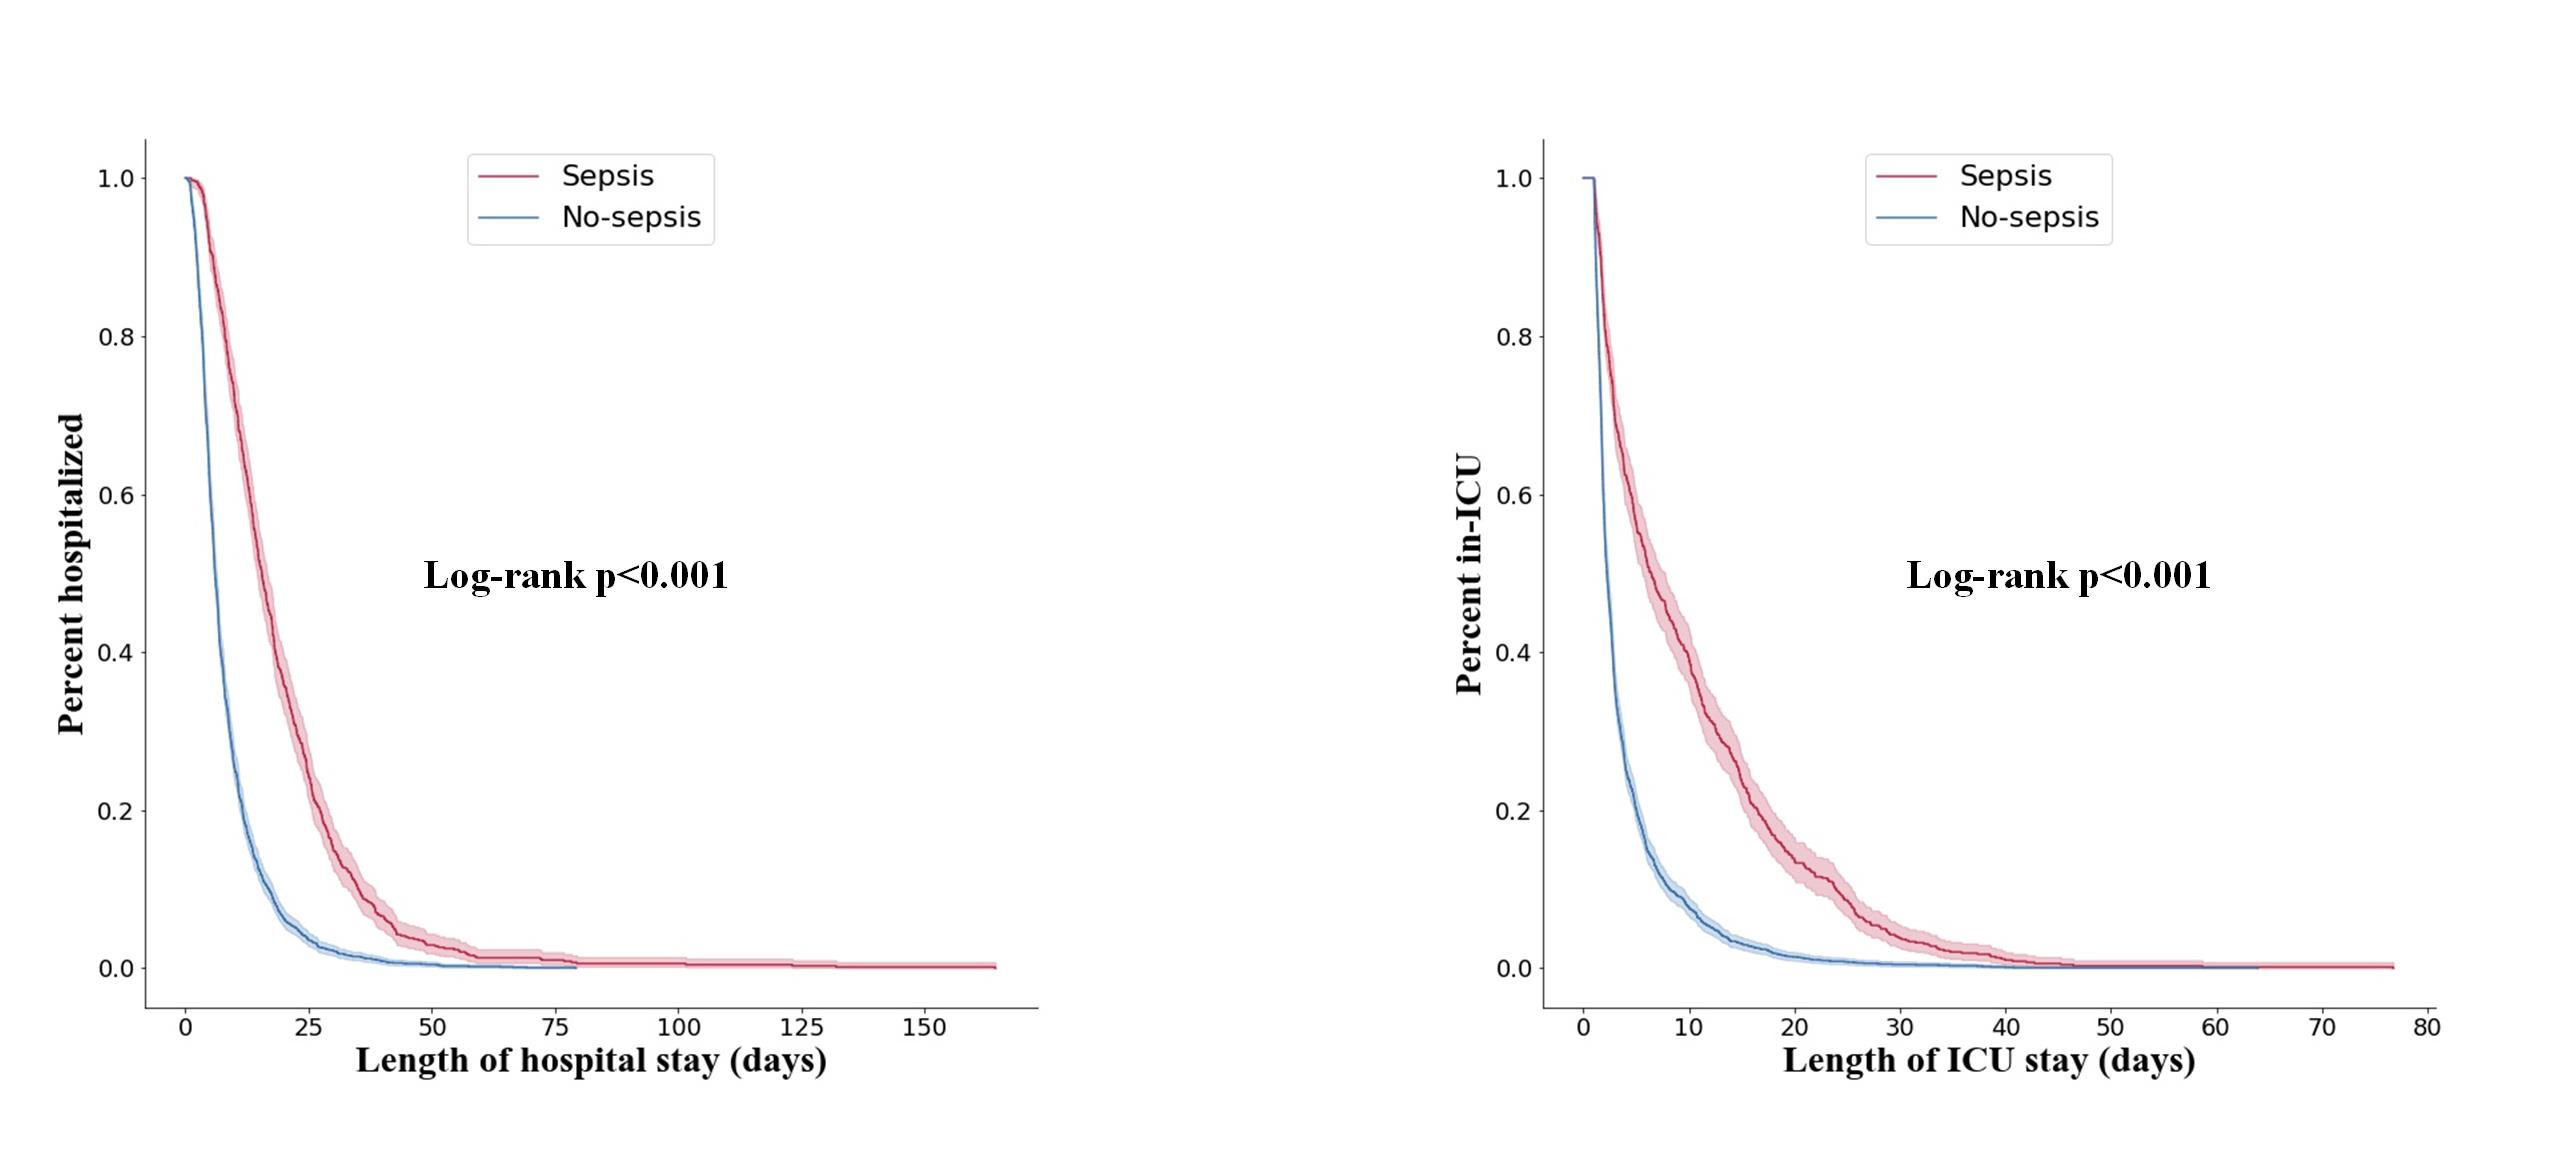 Sepsis
No-sepsis
1.0
0.8
0.6
0.4
0.2
0.0
Percent hospitalized
Log-rank p<0.001
0 25 50 75 100 125 150
Length of hospital stay (days)
Sepsis
No-sepsis
1.0
0.8
0.6
0.4
0.2
0.0
Percent in-ICU
Log-rank p<0.001
0 10 20 30 40 50 60 70 80
Length of ICU stay (days)